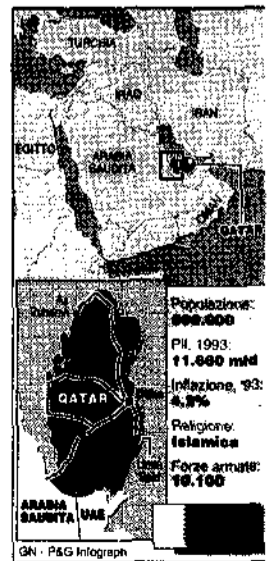 TURCHIA
IRAQ
IRAN
EGITTO
ARABIA
SAUDITA
OMAN
QATAR
Popolazione:
Pil. 1993:
11.660 mld
Inflazione, '93:
QATAR
Religione:
Islamica
Forze armate:
10.100
ARABIA
SAUDITA
UAE
GN - P&G Infograph